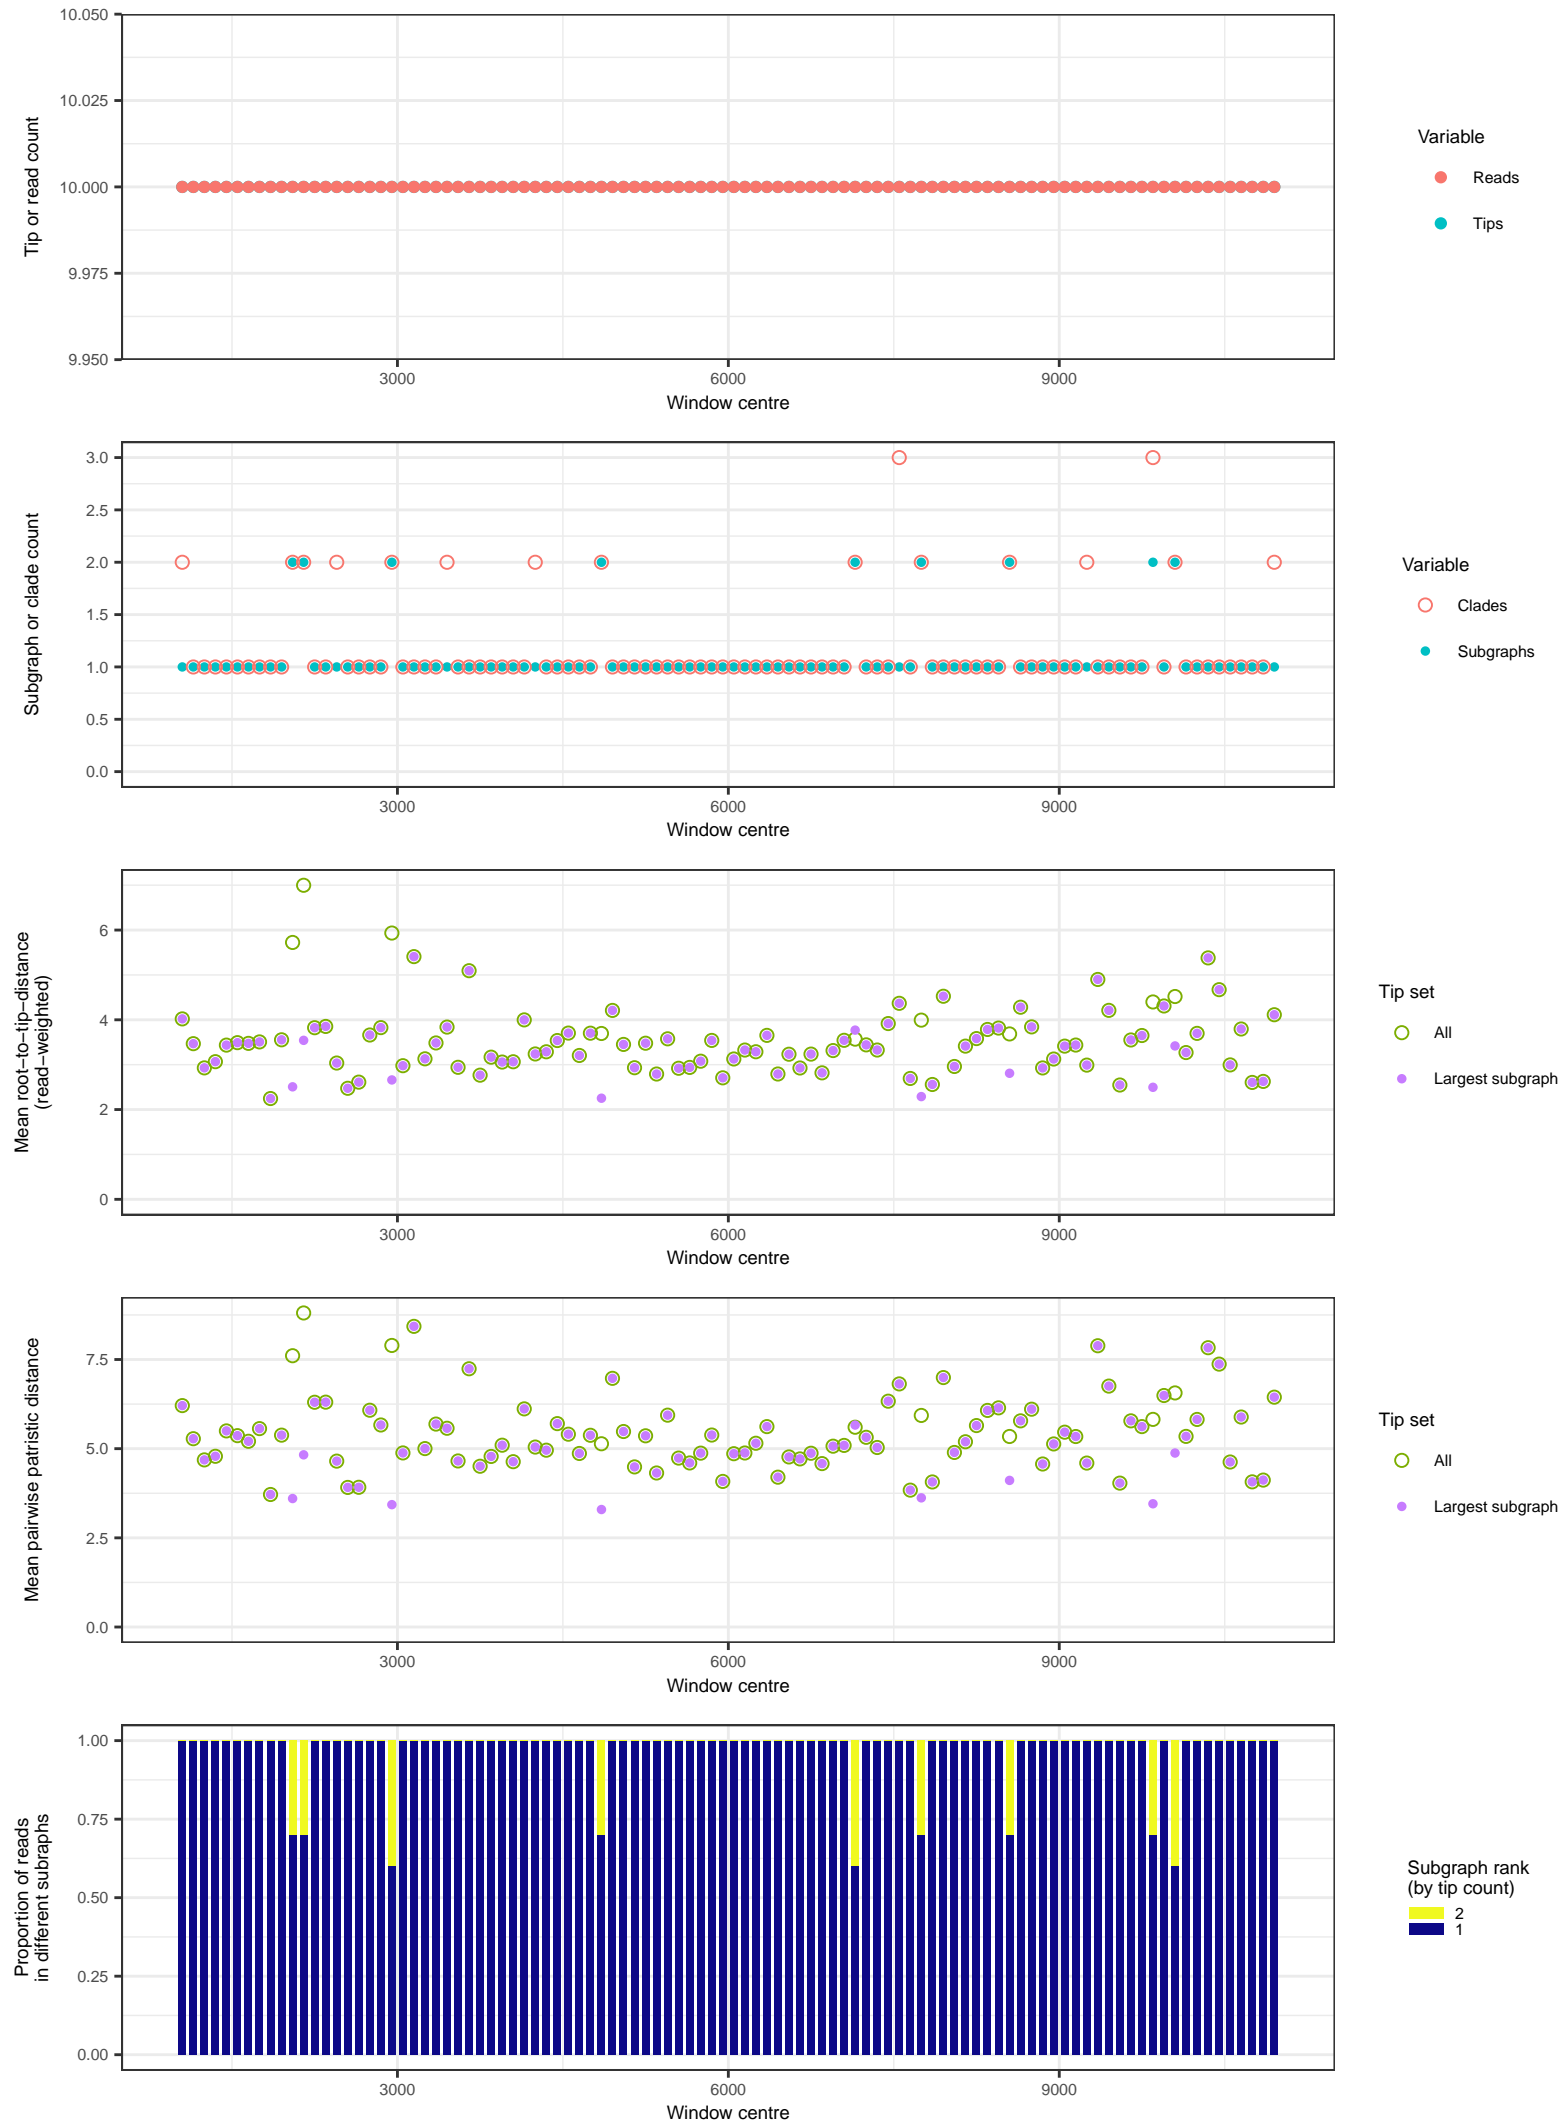 10.050
10.025
10.000
9.975
9.950
Tip or read count
3000 6000 9000
Window centre
Variable
Reads
Tips
3.0
2.5
2.0
1.5
1.0
0.5
0.0
Subgraph or clade count
3000 6000 9000
Window centre
Variable
Clades
Subgraphs
6
4
2
0
Mean root−to−tip−distance
(read−weighted)
3000 6000 9000
Window centre
Tip set
All
Largest subgraph
7.5
5.0
2.5
0.0
Mean pairwise patristic distance
3000 6000 9000
Window centre
Tip set
All
Largest subgraph
1.00
0.75
0.50
0.25
0.00
Proportion of reads
in different subraphs
3000 6000 9000
Window centre
Subgraph rank
(by tip count)
2
1